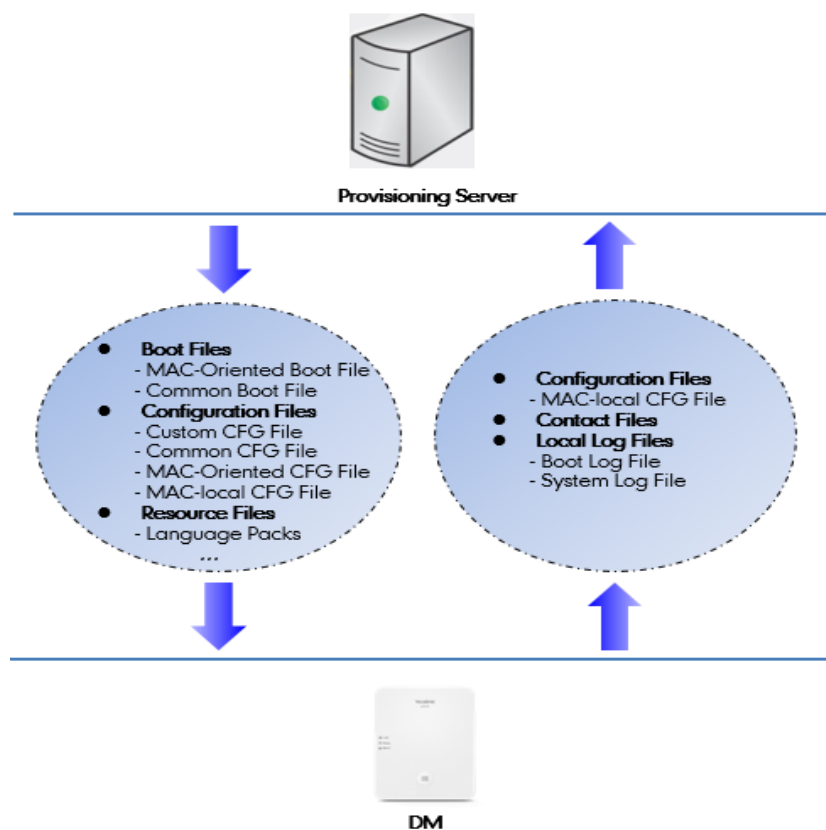 Provisioning Server
● Boot Files
- MAC-Oriented Boot File
- Common Boot File
● Configuration Files
- Custom CFG File
- Common CFG File
- MAC-Oriented CFG File
- MAC-local CFG File
● Resource Files
- Language Packs
...
● Configuration Files
- MAC-local CFG File
● Contact Files
● Local Log Files
- Boot Log File
- System Log File
Yealink
DM